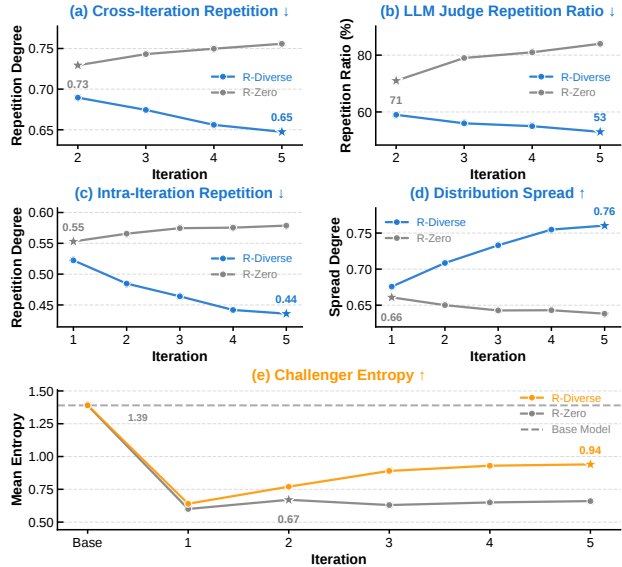 (a) Cross-Iteration Repetition ↓
Repetition Degree
0.75
0.70
0.65
0.73
0.65
R-Diverse
R-Zero
2
3
4
5
Iteration
(b) LLM Judge Repetition Ratio ↓
Repetition Ratio (%)
80
60
71
53
R-Diverse
R-Zero
2
3
4
5
Iteration
(c) Intra-Iteration Repetition ↓
Repetition Degree
0.60
0.55
0.50
0.45
0.55
0.44
R-Diverse
R-Zero
1
2
3
4
5
Iteration
(d) Distribution Spread ↑
Spread Degree
0.75
0.70
0.65
0.76
0.66
R-Diverse
R-Zero
1
2
3
4
5
Iteration
(e) Challenger Entropy ↑
Mean Entropy
1.50
1.25
1.00
0.75
0.50
1.39
0.67
0.94
R-Diverse
R-Zero
Base Model
Base
1
2
3
4
5
Iteration